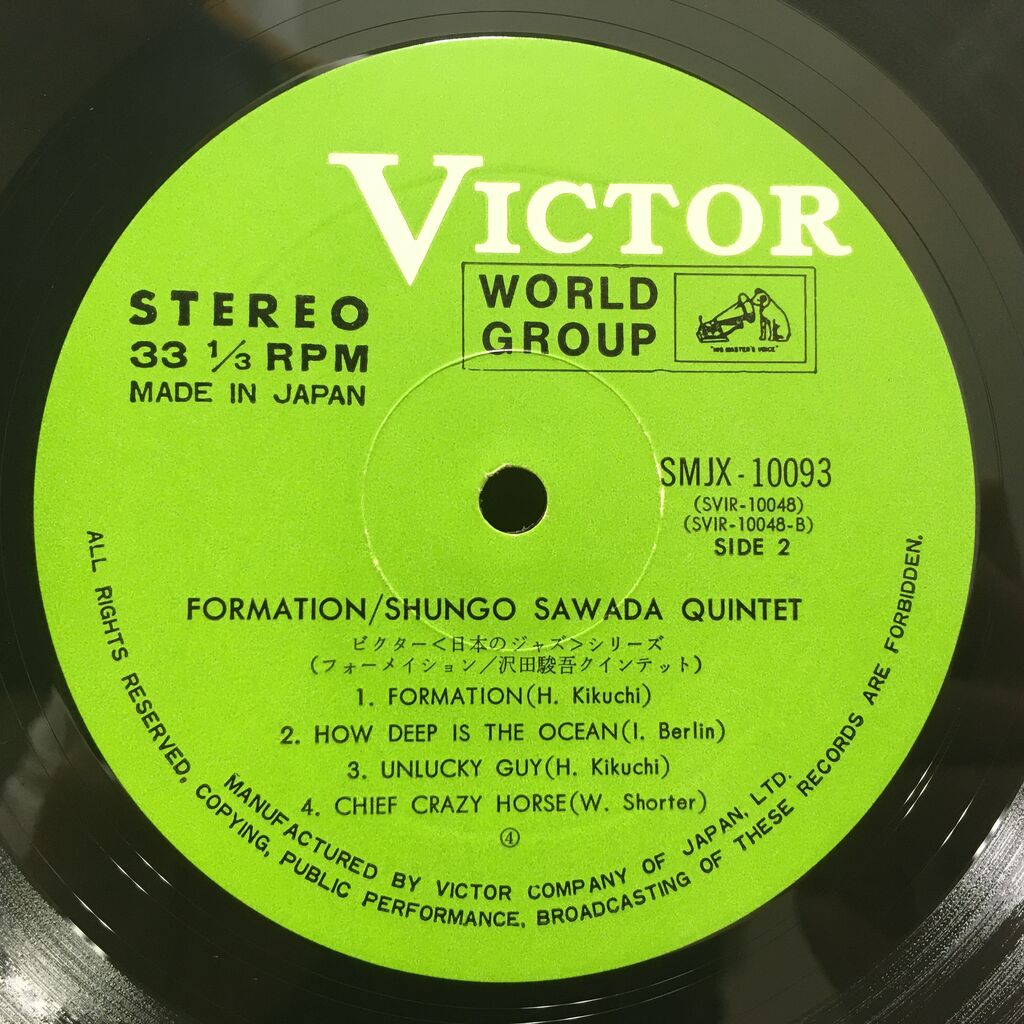 VICTOR
WORLD
GROUP
"HIS MASTER'S VOICE"
STEREO
33 1/3 RPM
MADE IN JAPAN
SMJX-10093
(SVIR-10048)
(SVIR-10048-B)
SIDE 2
FORMATION/SHUNGO SAWADA QUINTET
ビクター<日本のジャズ>シリーズ
(フォーメイション/沢田駿吾クインテット)
1. FORMATION(H. Kikuchi)
2. HOW DEEP IS THE OCEAN(I. Berlin)
3. UNLUCKY GUY(H. Kikuchi)
4. CHIEF CRAZY HORSE(W. Shorter)
④
MANUFACTURED BY VICTOR COMPANY OF JAPAN, LTD.
ALL RIGHTS RESERVED, COPYING, PUBLIC PERFORMANCE, BROADCASTING OF THESE RECORDS ARE FORBIDDEN.